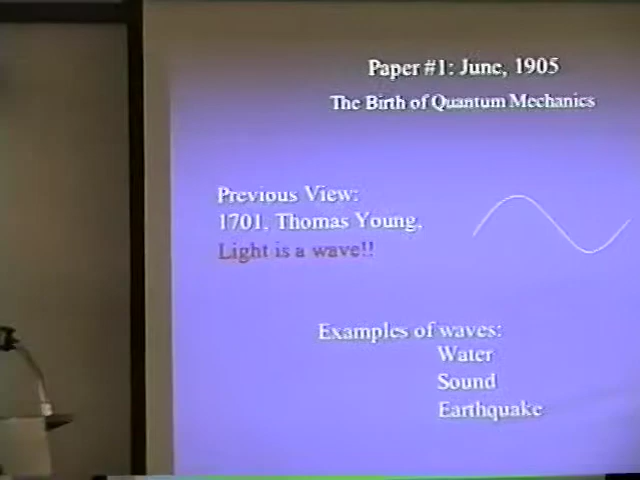 Paper #1: June, 1905
The Birth of Quantum Mechanics
Previous View:
1701, Thomas Young,
Light is a wave!!
Examples of waves:
Water
Sound
Earthquake